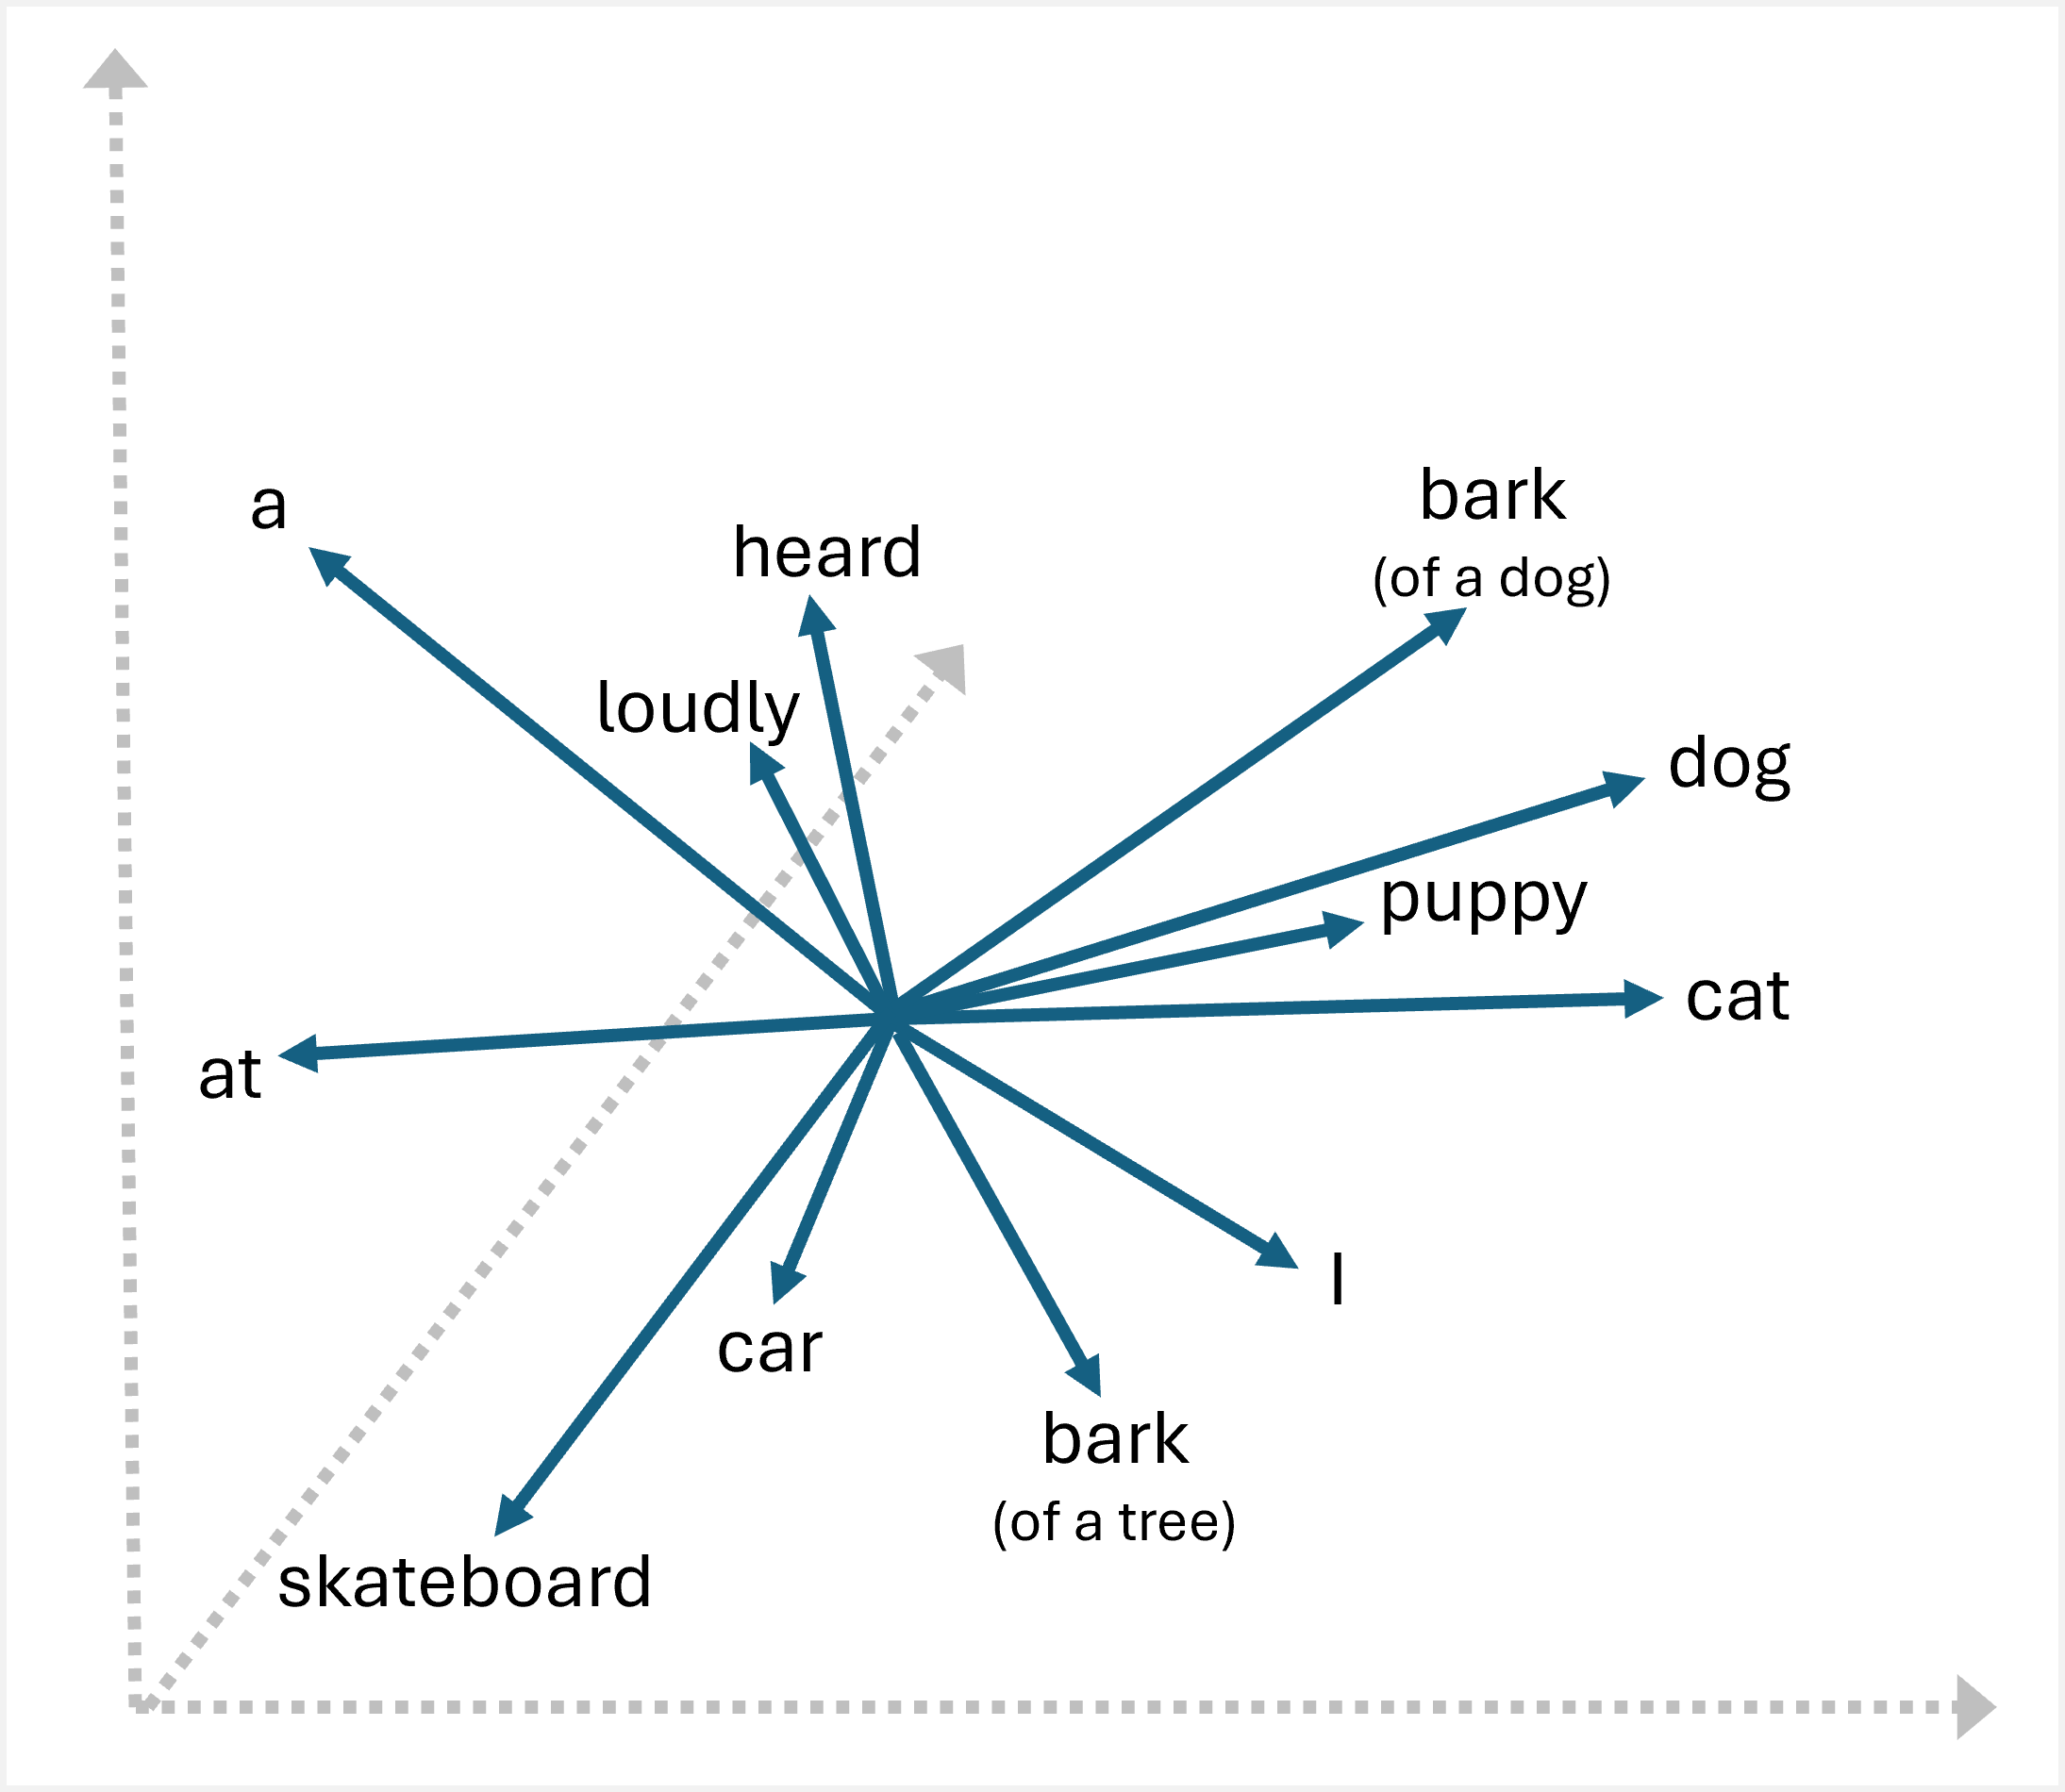 a
heard
bark
(of a dog)
loudly
dog
puppy
cat
at
I
car
bark
(of a tree)
skateboard